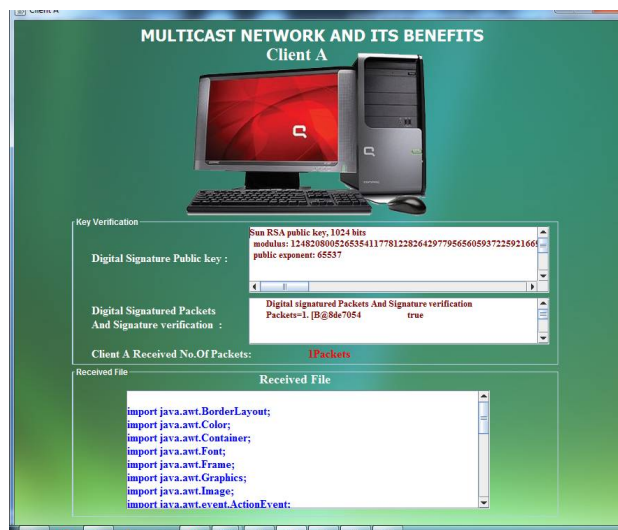 Client A
MULTICAST NETWORK AND ITS BENEFITS
Client A
Key Verification
Digital Signature Public key :
Sun RSA public key, 1024 bits
modulus: 124820800526535411778122826429779565605937225921669
public exponent: 65537
Digital Signatured Packets
And Signature verification :
Digital signatured Packets And Signature verification
Packets=1. [B@8de7054 true
Client A Received No.Of Packets: 1Packets
Received File
Received File
import java.awt.BorderLayout;
import java.awt.Color;
import java.awt.Container;
import java.awt.Font;
import java.awt.Frame;
import java.awt.Graphics;
import java.awt.Image;
import java.awt.event.ActionEvent;